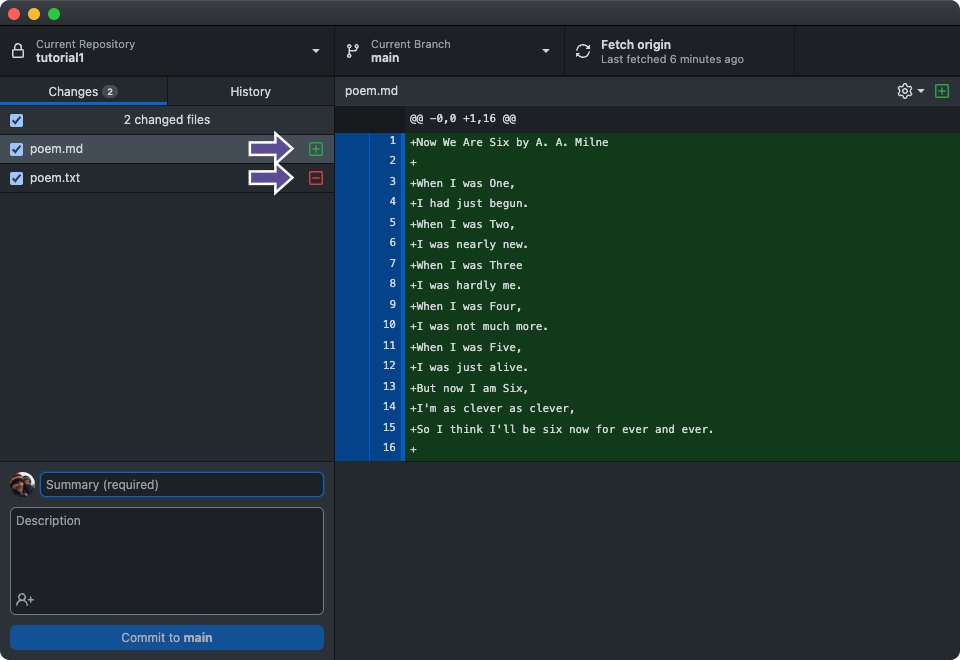 Current Repository
tutorial1
Current Branch
main
Fetch origin
Last fetched 6 minutes ago
Changes 2
History
poem.md
2 changed files
poem.md
poem.txt
@@ -0,0 +1,16 @@
1 +Now We Are Six by A. A. Milne
2 +
3 +When I was One,
4 +I had just begun.
5 +When I was Two,
6 +I was nearly new.
7 +When I was Three
8 +I was hardly me.
9 +When I was Four,
10 +I was not much more.
11 +When I was Five,
12 +I was just alive.
13 +But now I am Six,
14 +I'm as clever as clever,
15 +So I think I'll be six now for ever and ever.
16 +
Summary (required)
Description
Commit to main